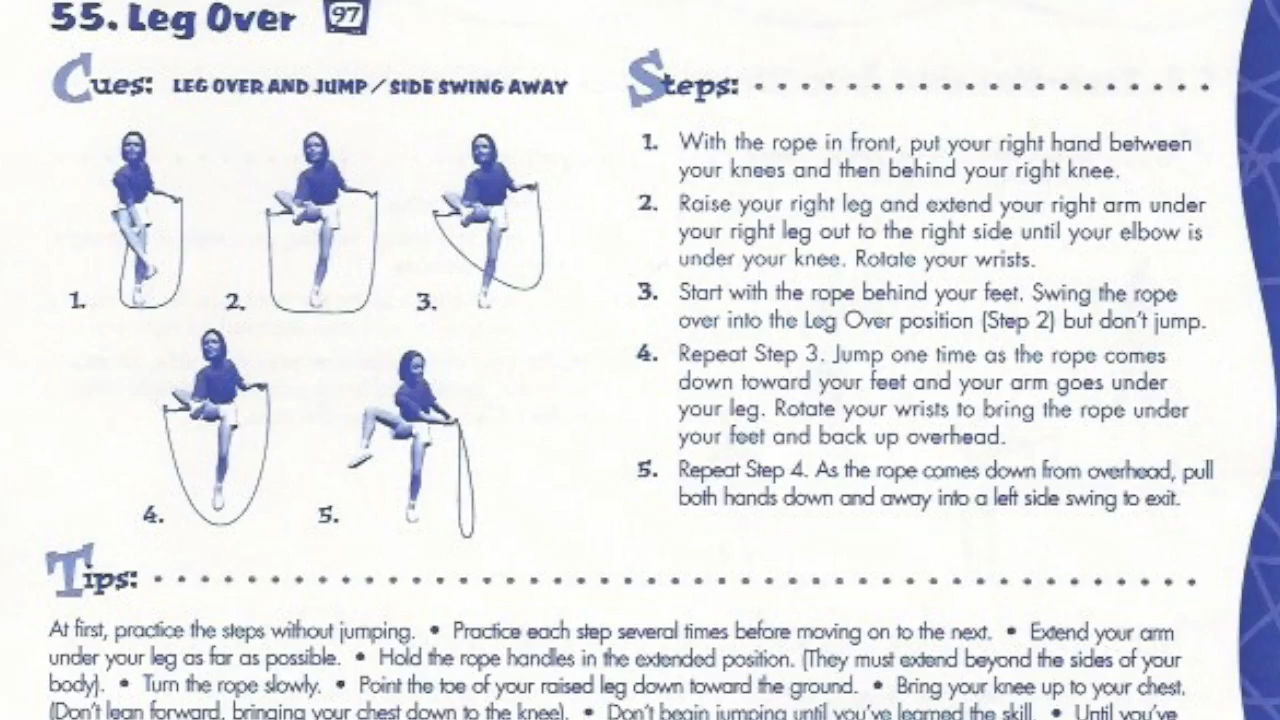 55. Leg Over 97
Cues: LEG OVER AND JUMP / SIDE SWING AWAY
1.
2.
3.
4.
5.
Steps:
1. With the rope in front, put your right hand between
your knees and then behind your right knee.
2. Raise your right leg and extend your right arm under
your right leg out to the right side until your elbow is
under your knee. Rotate your wrists.
3. Start with the rope behind your feet. Swing the rope
over into the Leg Over position (Step 2) but don't jump.
4. Repeat Step 3. Jump one time as the rope comes
down toward your feet and your arm goes under
your leg. Rotate your wrists to bring the rope under
your feet and back up overhead.
5. Repeat Step 4. As the rope comes down from overhead, pull
both hands down and away into a left side swing to exit.
Tips:
At first, practice the steps without jumping. • Practice each step several times before moving on to the next. • Extend your arm
under your leg as far as possible. • Hold the rope handles in the extended position. (They must extend beyond the sides of your
body). • Turn the rope slowly. • Point the toe of your raised leg down toward the ground. • Bring your knee up to your chest.
(Don't lean forward, bringing your chest down to the knee). • Don't begin jumping until you've learned the skill. • Until you've